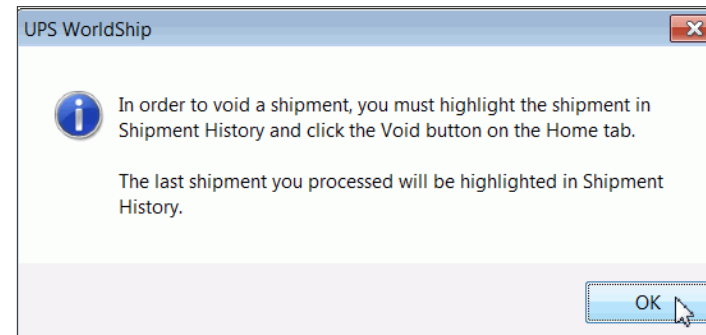 UPS WorldShip
In order to void a shipment, you must highlight the shipment in
Shipment History and click the Void button on the Home tab.
The last shipment you processed will be highlighted in Shipment
History.
OK